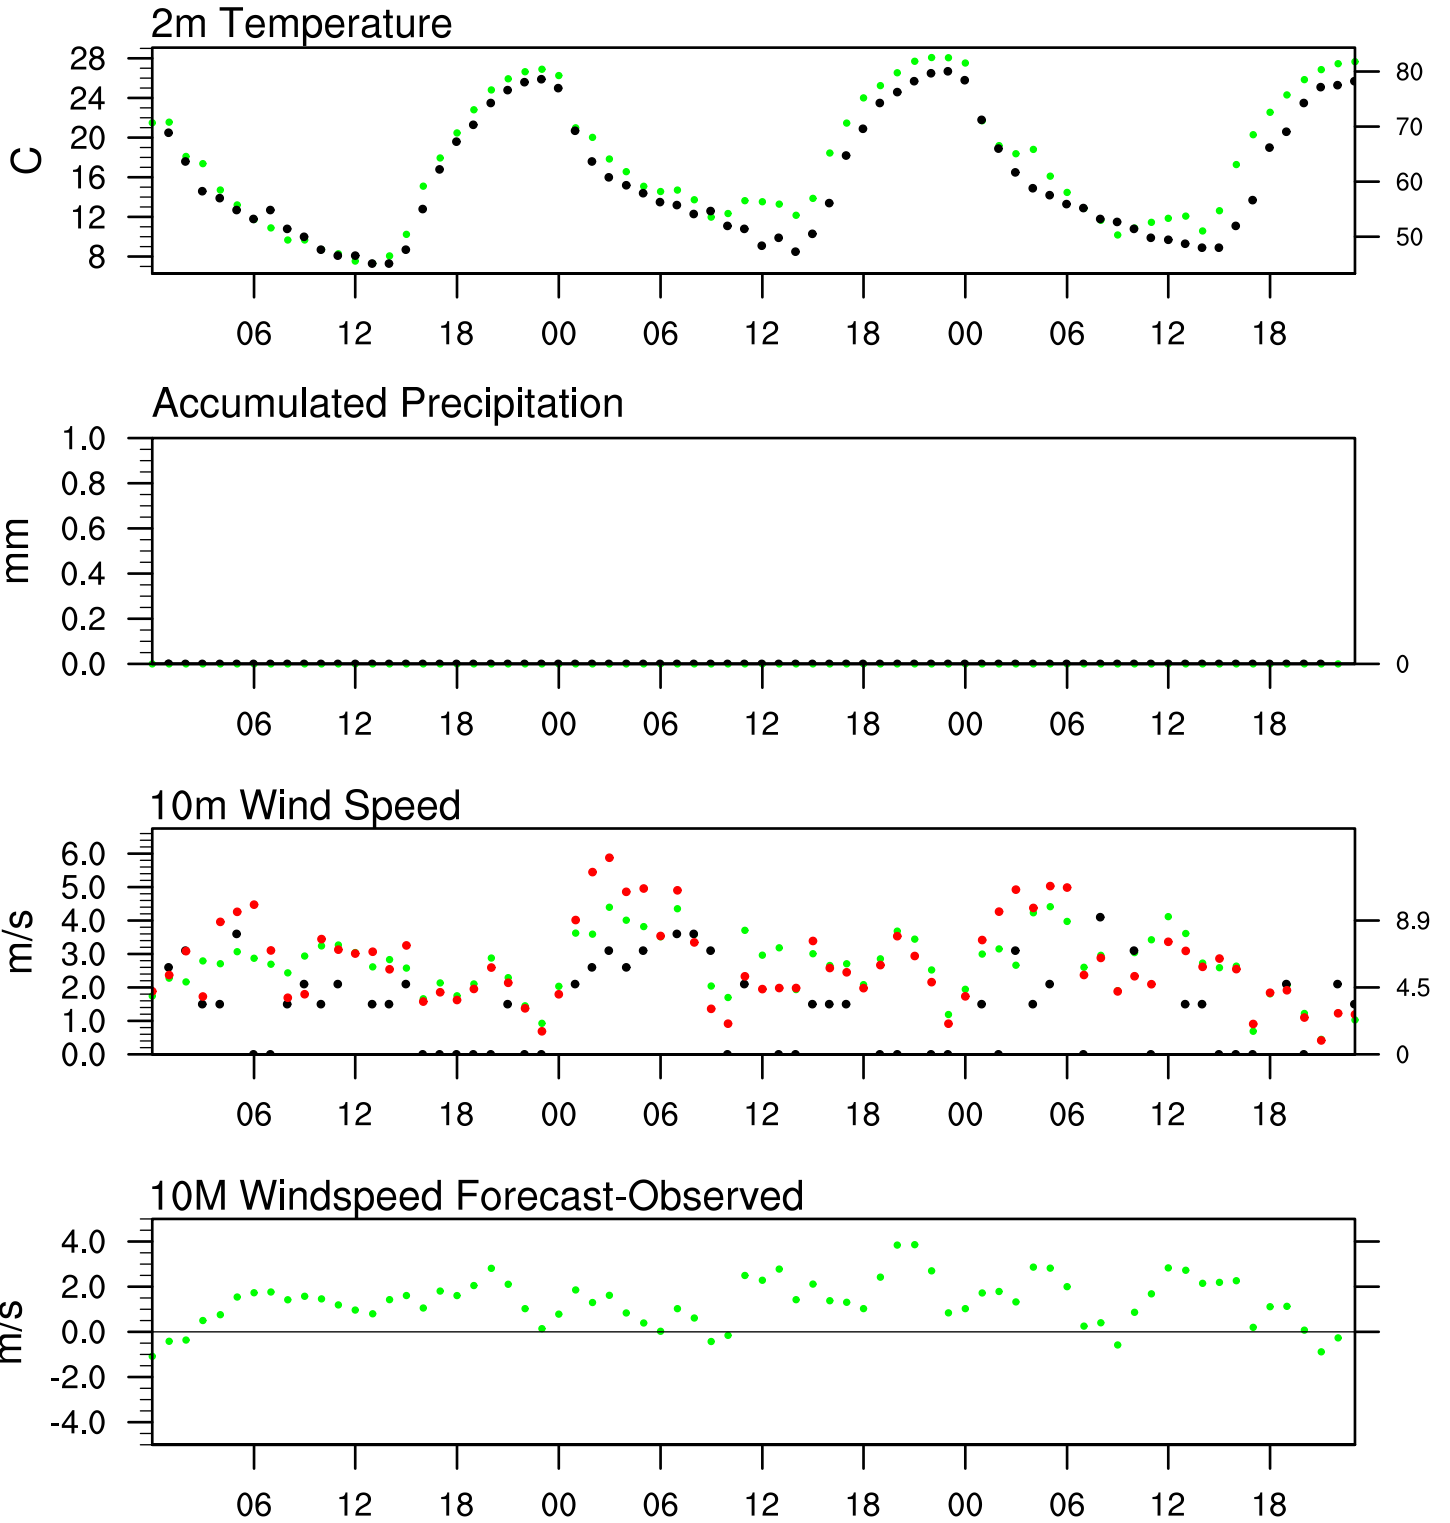 2m Temperature
28
24
20
16
12
8
C
80
70
60
50
06 12 18 00 06 12 18 00 06 12 18
Accumulated Precipitation
1.0
0.8
0.6
0.4
0.2
0.0
mm
0
06 12 18 00 06 12 18 00 06 12 18
10m Wind Speed
6.0
5.0
4.0
3.0
2.0
1.0
0.0
m/s
8.9
4.5
0
06 12 18 00 06 12 18 00 06 12 18
10M Windspeed Forecast-Observed
4.0
2.0
0.0
-2.0
-4.0
m/s
06 12 18 00 06 12 18 00 06 12 18